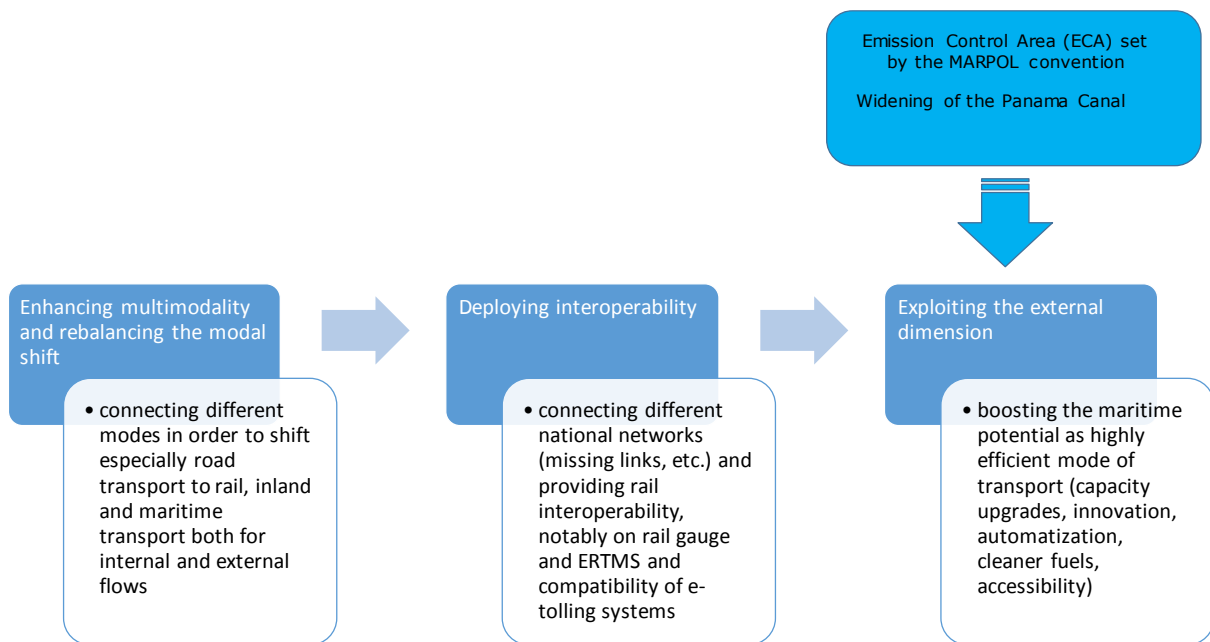 Emission Control Area (ECA) set
by the MARPOL convention
Widening of the Panama Canal
Enhancing multimodality
and rebalancing the modal
shift
• connecting different
modes in order to shift
especially road
transport to rail, inland
and maritime
transport both for
internal and external
flows
Deploying interoperability
• connecting different
national networks
(missing links, etc.) and
providing rail
interoperability,
notably on rail gauge
and ERTMS and
compatibility of e-
tolling systems
Exploiting the external
dimension
• boosting the maritime
potential as highly
efficient mode of
transport (capacity
upgrades, innovation,
automatization,
cleaner fuels,
accessibility)